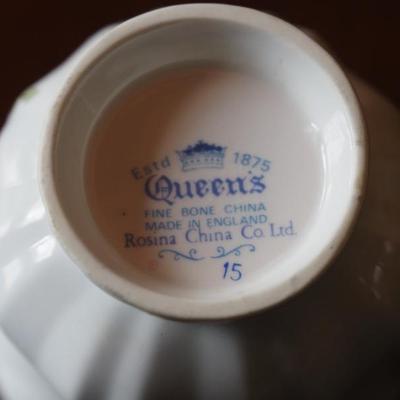 Estd 1875
Queen's
FINE BONE CHINA
MADE IN ENGLAND
Rosina China Co. Ltd.
15